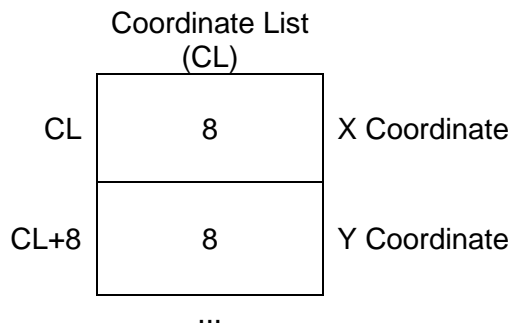 Coordinate List
(CL)
CL 8 X Coordinate
CL+8 8 Y Coordinate
...